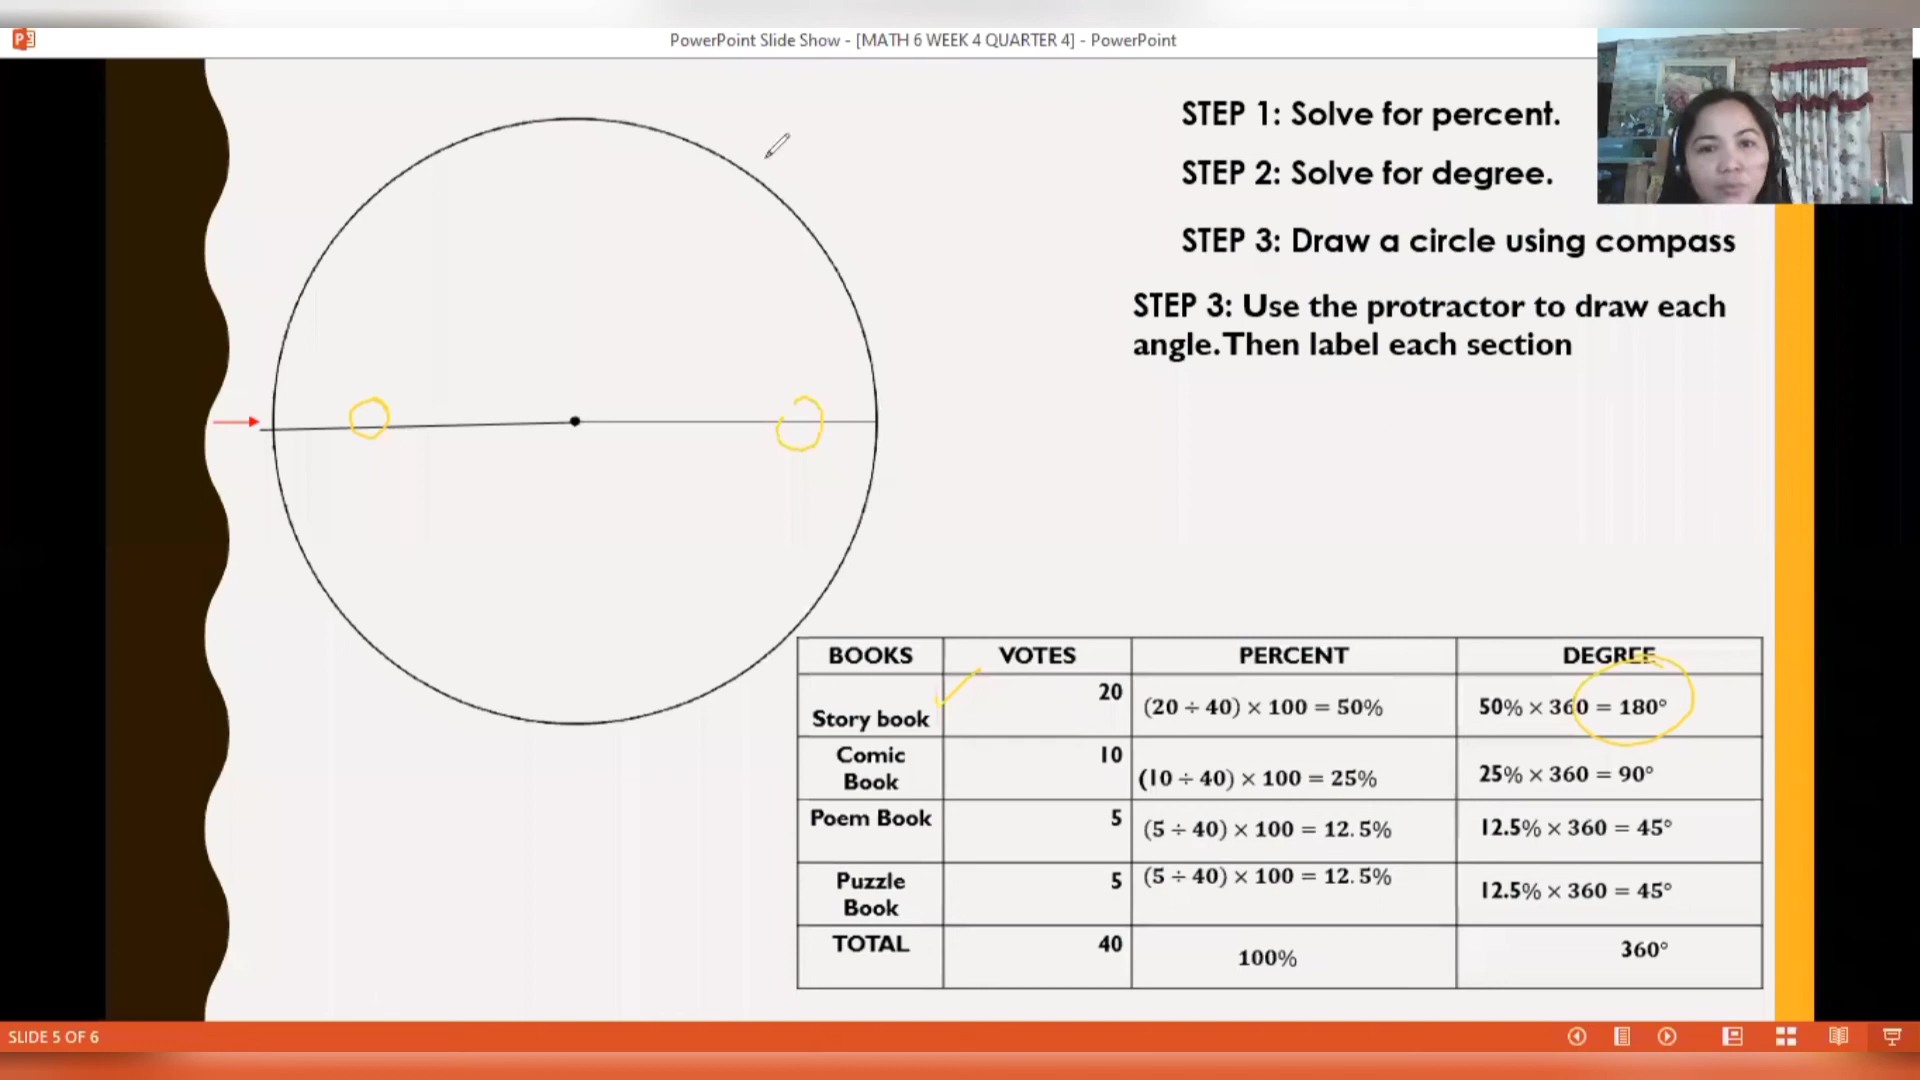 PowerPoint Slide Show - [MATH 6 WEEK 4 QUARTER 4] - PowerPoint
STEP 1: Solve for percent.
STEP 2: Solve for degree.
STEP 3: Draw a circle using compass
STEP 3: Use the protractor to draw each
angle.Then label each section
BOOKS VOTES PERCENT DEGREE
Story book 20 (20 ÷ 40) × 100 = 50% 50% × 360 = 180°
Comic
Book 10 (10 ÷ 40) × 100 = 25% 25% × 360 = 90°
Poem Book 5 (5 ÷ 40) × 100 = 12.5% 12.5% × 360 = 45°
Puzzle
Book 5 (5 ÷ 40) × 100 = 12.5% 12.5% × 360 = 45°
TOTAL 40 100% 360°
SLIDE 5 OF 6